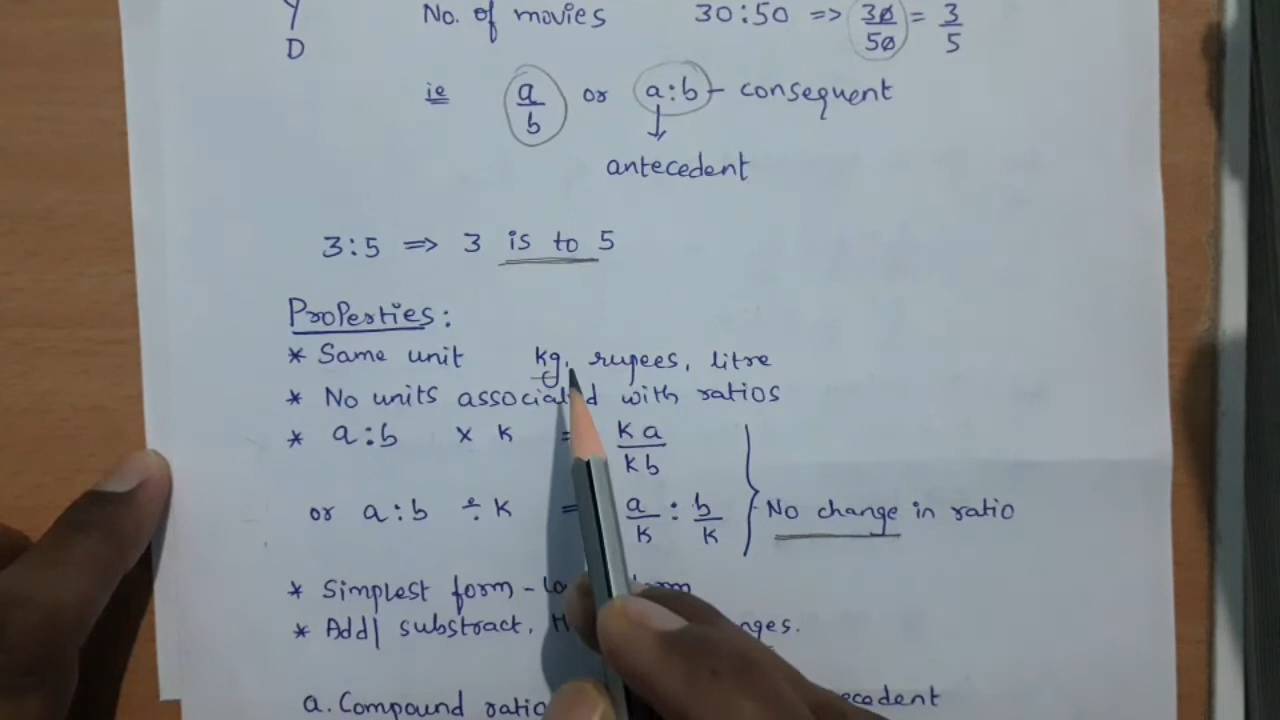 Y No. of movies 30:50 => 30/50 = 3/5
D
ie a/b or a:b - consequent
antecedent
3:5 => 3 is to 5
Properties:
* Same unit kg, rupees, litre
* No units associated with ratios
* a:b × k = ka/kb
or a:b ÷ k = a/k : b/k No change in ratio
* Simplest form -
* Add| substract,
a. Compound ratio